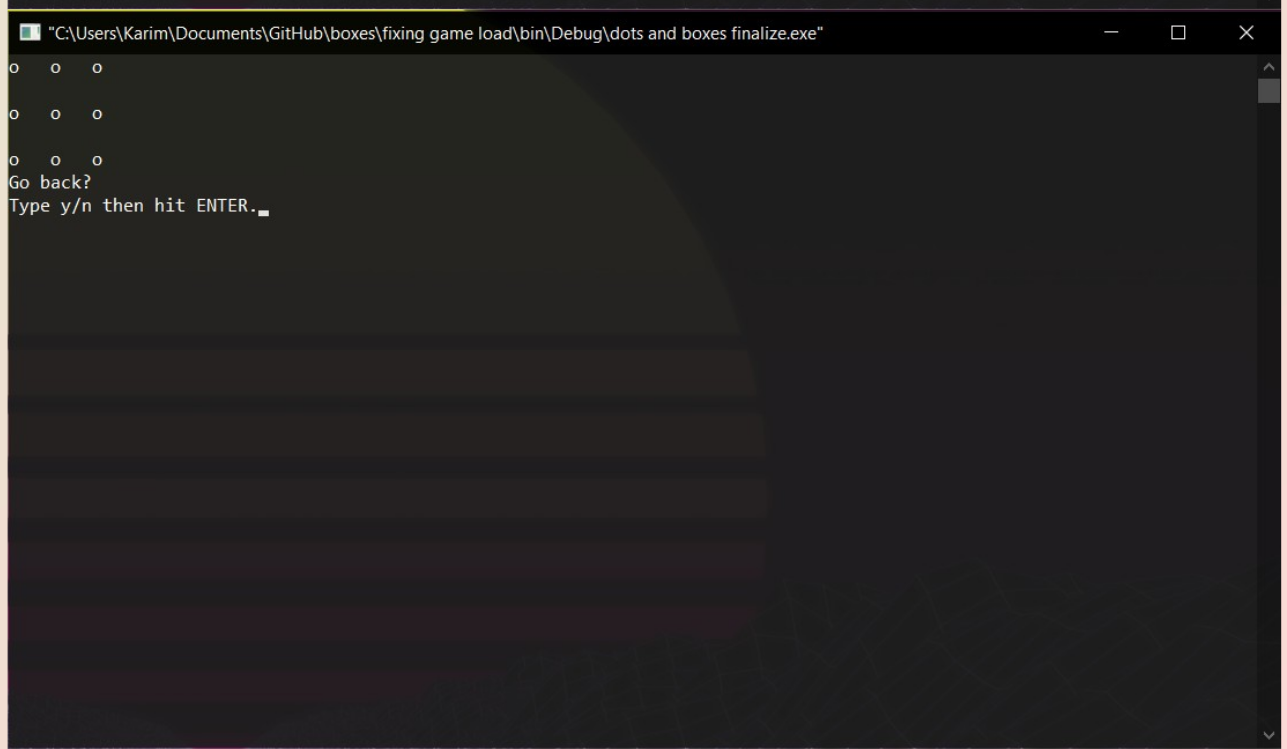 "C:\Users\Karim\Documents\GitHub\boxes\fixing game load\bin\Debug\dots and boxes finalize.exe"
o o o
o o o
o o o
Go back?
Type y/n then hit ENTER.